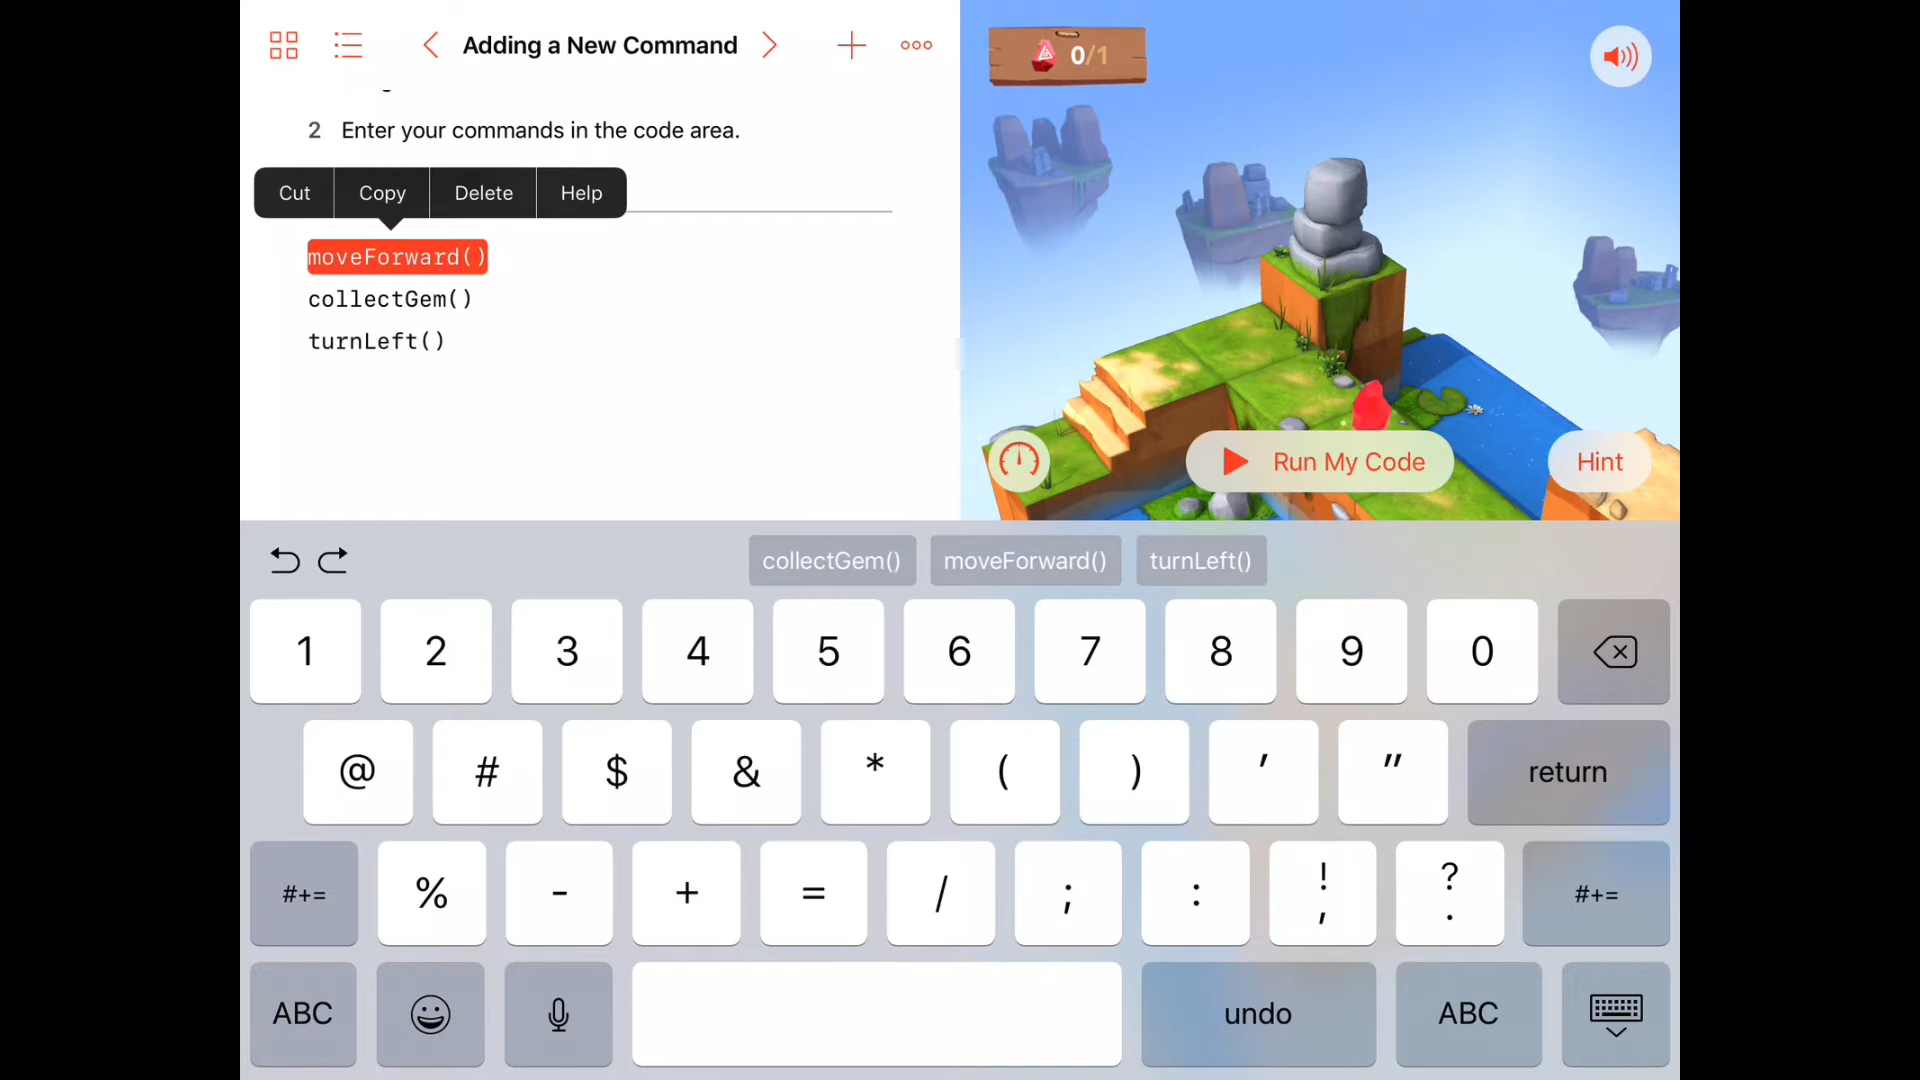 Adding a New Command
0/1
2 Enter your commands in the code area.
Cut Copy Delete Help
moveForward()
collectGem()
turnLeft()
Run My Code
Hint
collectGem() moveForward() turnLeft()
1 2 3 4 5 6 7 8 9 0
@ # $ & * ( ) ' " return
#+= % - + = / ; : ! , ? . #+=
ABC undo ABC